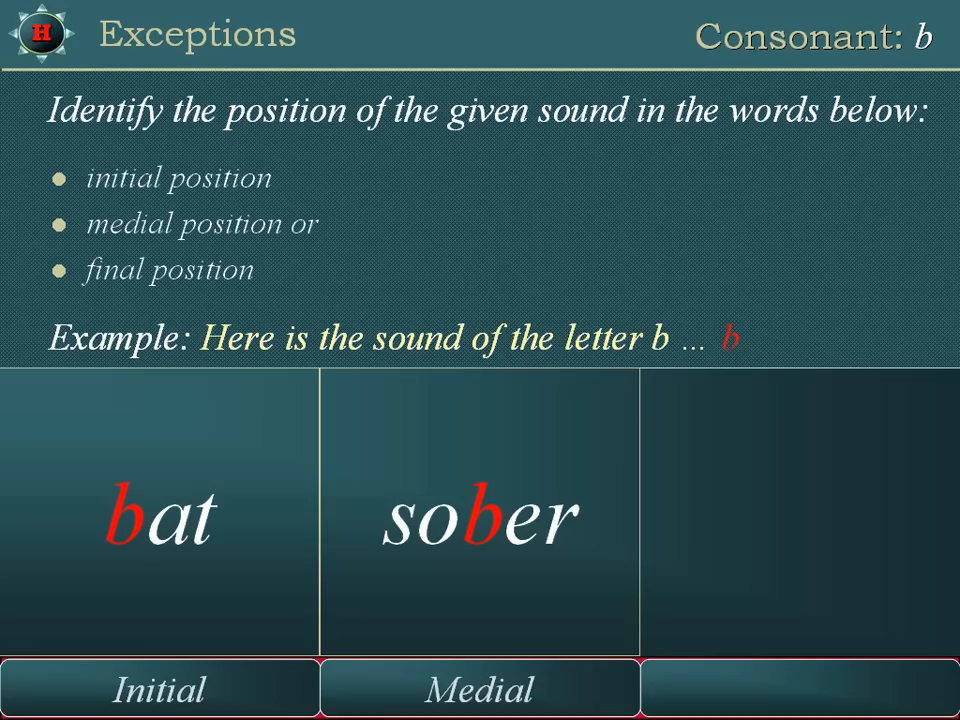 H
Exceptions
Consonant: b
Identify the position of the given sound in the words below:
initial position
medial position or
final position
Example: Here is the sound of the letter b ... b
bat
sober
Initial
Medial